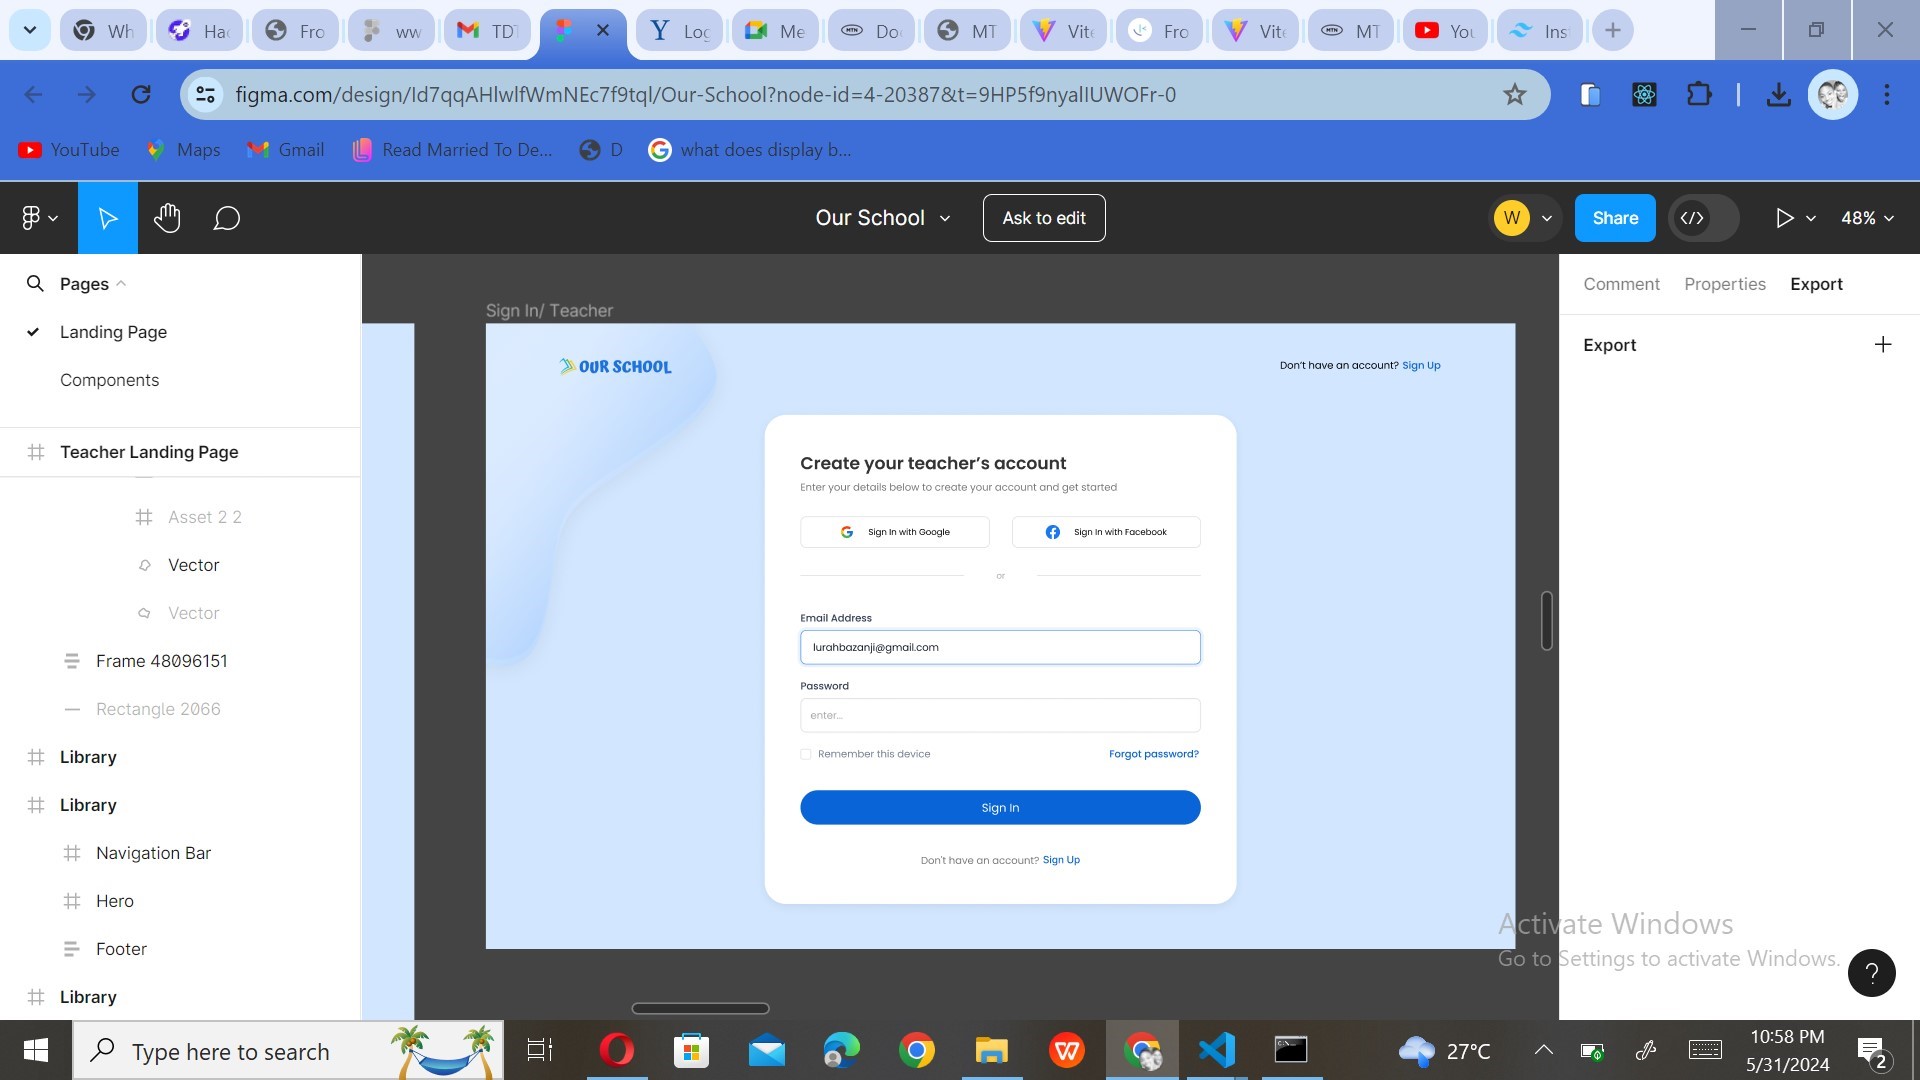 Wh
Ha
Fro
ww
TDT
Log
Me
Do
MT
Vite
Fro
Vite
MT
You
Ins
figma.com/design/Id7qqAHlwlfWmNEc7f9tql/Our-School?node-id=4-20387&t=9HP5f9nyalIUWOFr-0
YouTube
Maps
Gmail
Read Married To De...
D
what does display b...
Our School
Ask to edit
W
Share
48%
Pages
Landing Page
Components
Teacher Landing Page
Asset 2 2
Vector
Vector
Frame 48096151
Rectangle 2066
Library
Library
Navigation Bar
Hero
Footer
Library
Sign In/ Teacher
OUR SCHOOL
Don't have an account? Sign Up
Create your teacher's account
Enter your details below to create your account and get started
Sign In with Google
Sign In with Facebook
or
Email Address
lurahbazanji@gmail.com
Password
enter...
Remember this device
Forgot password?
Sign In
Don't have an account? Sign Up
Comment
Properties
Export
Export
Activate Windows
Go to Settings to activate Windows.
?
Type here to search
27°C
10:58 PM
5/31/2024
2